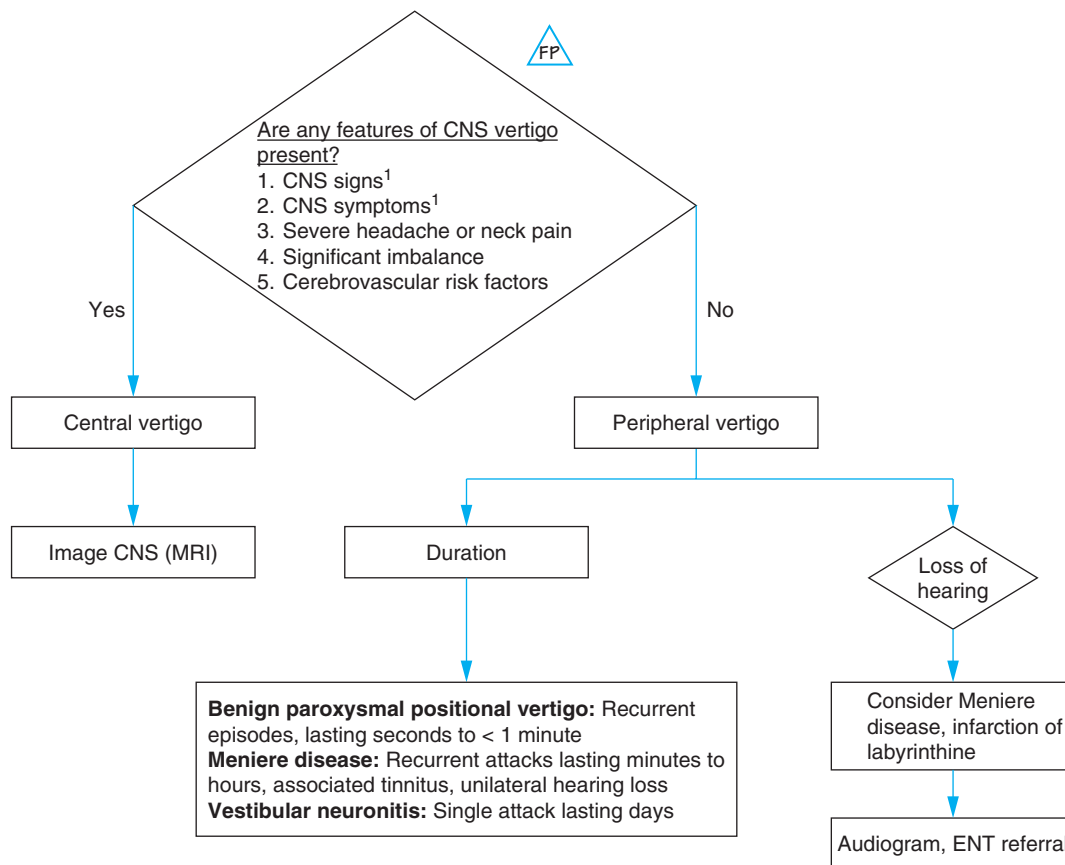 FP
Are any features of CNS vertigo
present?
1. CNS signs1
2. CNS symptoms1
3. Severe headache or neck pain
4. Significant imbalance
5. Cerebrovascular risk factors
Yes
No
Central vertigo
Peripheral vertigo
Image CNS (MRI)
Duration
Loss of
hearing
Benign paroxysmal positional vertigo: Recurrent
episodes, lasting seconds to < 1 minute
Meniere disease: Recurrent attacks lasting minutes to
hours, associated tinnitus, unilateral hearing loss
Vestibular neuronitis: Single attack lasting days
Consider Meniere
disease, infarction of
labyrinthine
Audiogram, ENT referral